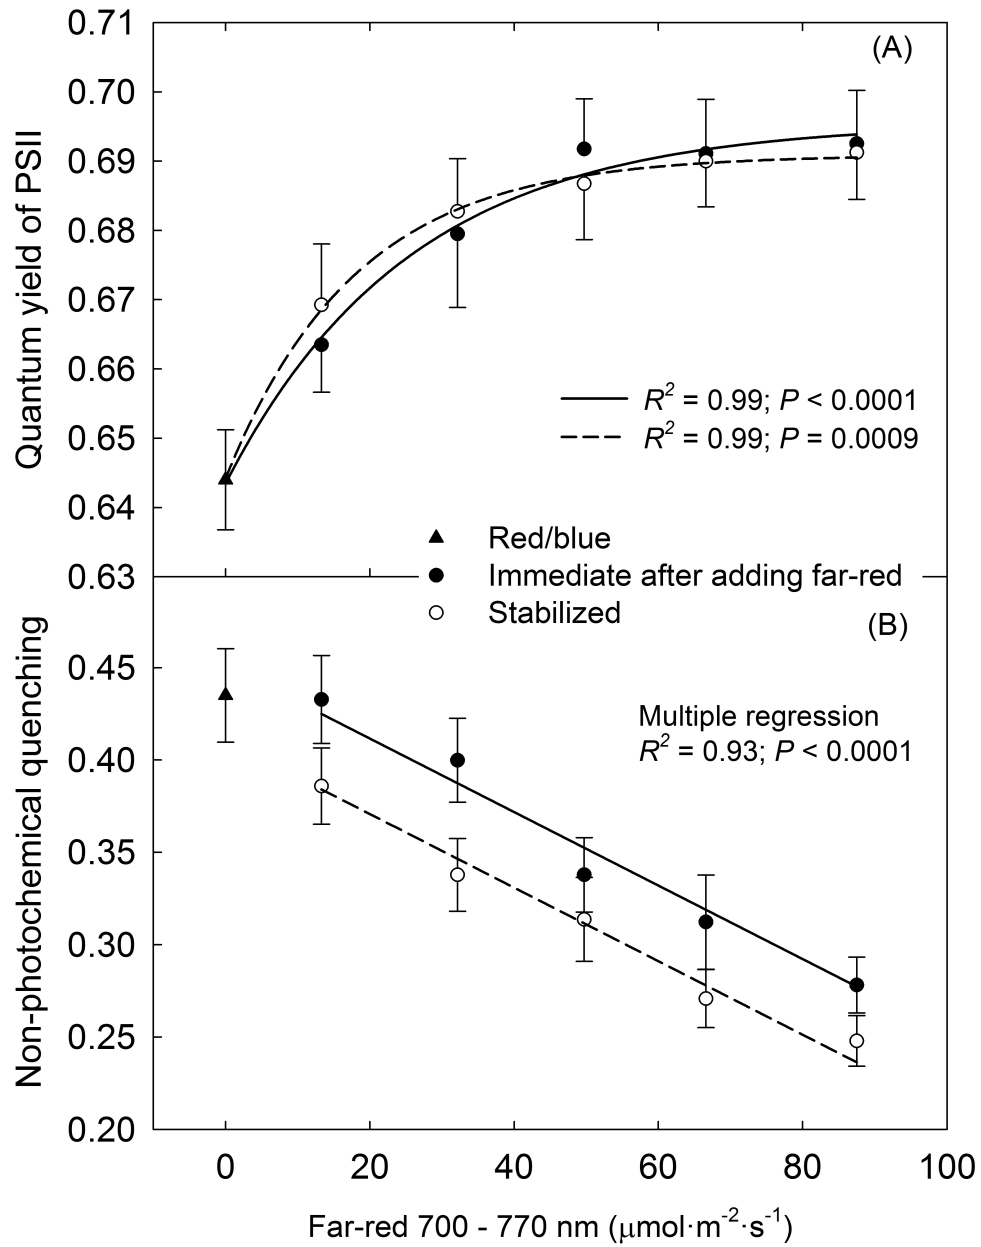 0.71
0.70
0.69
0.68
0.67
0.66
0.65
0.64
0.63
Quantum yield of PSII
(A)
R² = 0.99; P < 0.0001
R² = 0.99; P = 0.0009
Red/blue
Immediate after adding far-red
Stabilized
(B)
Multiple regression
R² = 0.93; P < 0.0001
0.45
0.40
0.35
0.30
0.25
0.20
Non-photochemical quenching
0 20 40 60 80 100
Far-red 700 - 770 nm (μmol·m⁻²·s⁻¹)